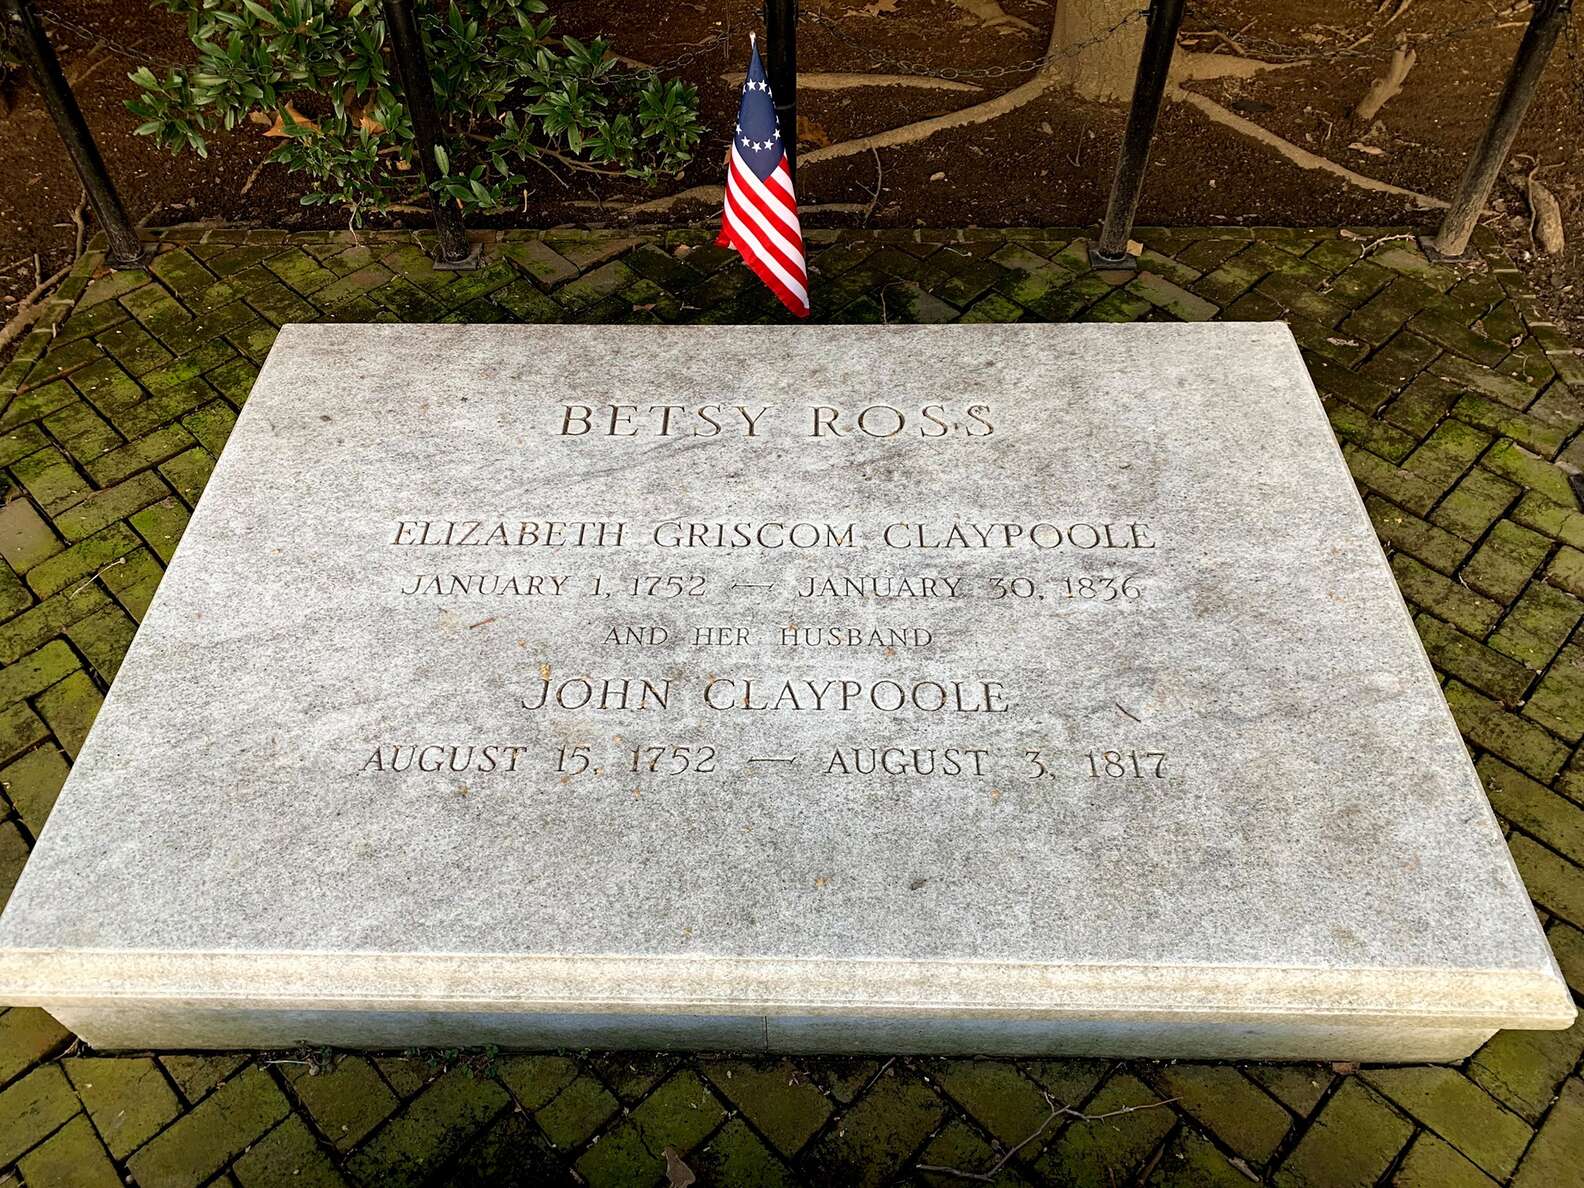 BETSY ROSS
ELIZABETH GRISCOM CLAYPOOLE
JANUARY 1, 1752 — JANUARY 30, 1836
AND HER HUSBAND
JOHN CLAYPOOLE
AUGUST 15, 1752 — AUGUST 3, 1817